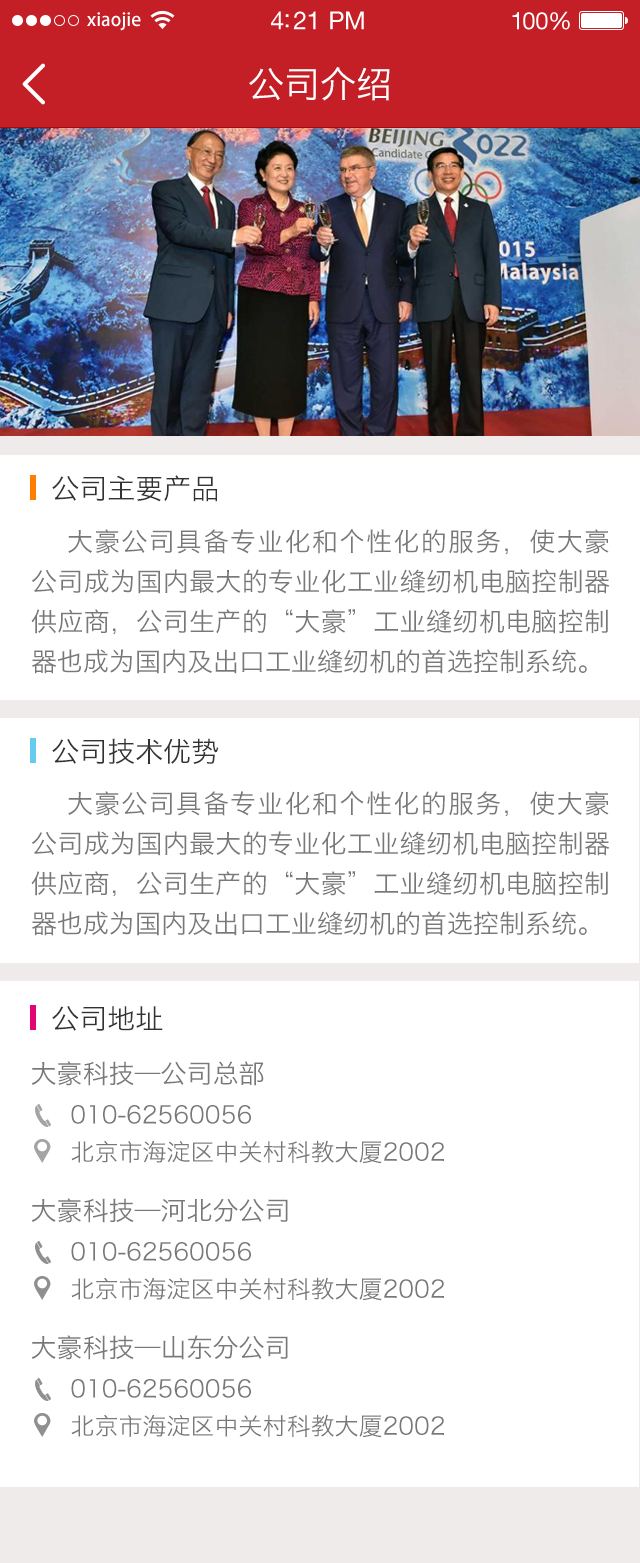 xiaojie 4:21 PM 100%
公司介绍
BEIJING 2022
Candidate
2015
Malaysia
公司主要产品
大豪公司具备专业化和个性化的服务，使大豪
公司成为国内最大的专业化工业缝纫机电脑控制器
供应商，公司生产的“大豪”工业缝纫机电脑控制
器也成为国内及出口工业缝纫机的首选控制系统。
公司技术优势
大豪公司具备专业化和个性化的服务，使大豪
公司成为国内最大的专业化工业缝纫机电脑控制器
供应商，公司生产的“大豪”工业缝纫机电脑控制
器也成为国内及出口工业缝纫机的首选控制系统。
公司地址
大豪科技—公司总部
010-62560056
北京市海淀区中关村科教大厦2002
大豪科技—河北分公司
010-62560056
北京市海淀区中关村科教大厦2002
大豪科技—山东分公司
010-62560056
北京市海淀区中关村科教大厦2002